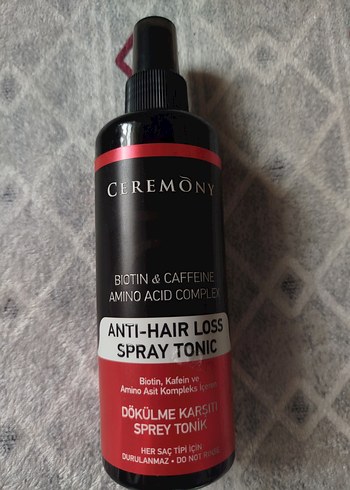 CEREMONY
BIOTIN & CAFFEINE
AMINO ACID COMPLEX
ANTI-HAIR LOSS
SPRAY TONIC
Biotin, Kafein ve
Amino Asit Kompleks İçeren
DÖKÜLME KARŞITI
SPREY TONİK
HER SAÇ TİPİ İÇİN
DURULANMAZ • DO NOT RINSE